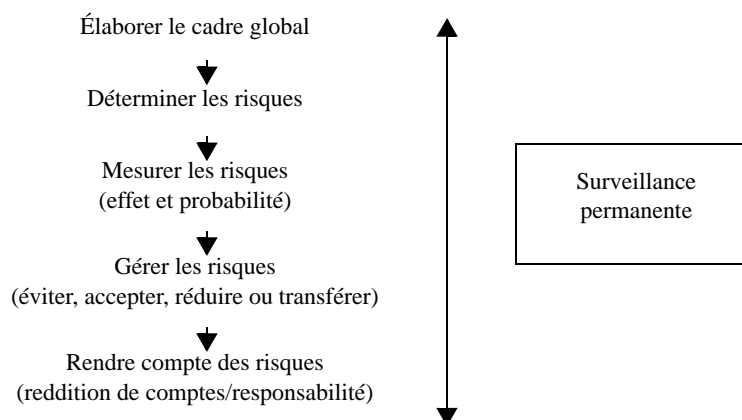 Élaborer le cadre global
Déterminer les risques
Mesurer les risques
(effet et probabilité)
Gérer les risques
(éviter, accepter, réduire ou transférer)
Rendre compte des risques
(reddition de comptes/responsabilité)
Surveillance
permanente